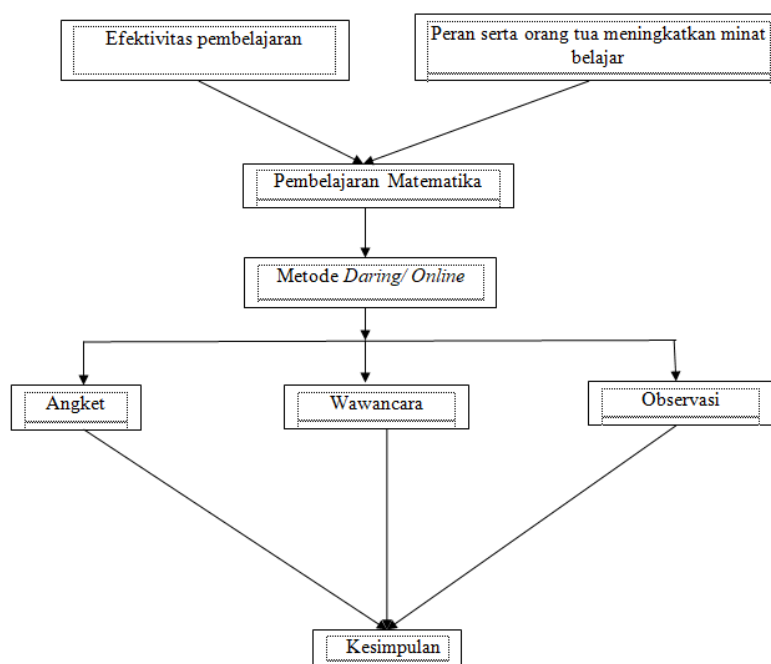 Efektivitas pembelajaran
Peran serta orang tua meningkatkan minat
belajar
Pembelajaran Matematika
Metode Daring/ Online
Angket
Wawancara
Observasi
Kesimpulan